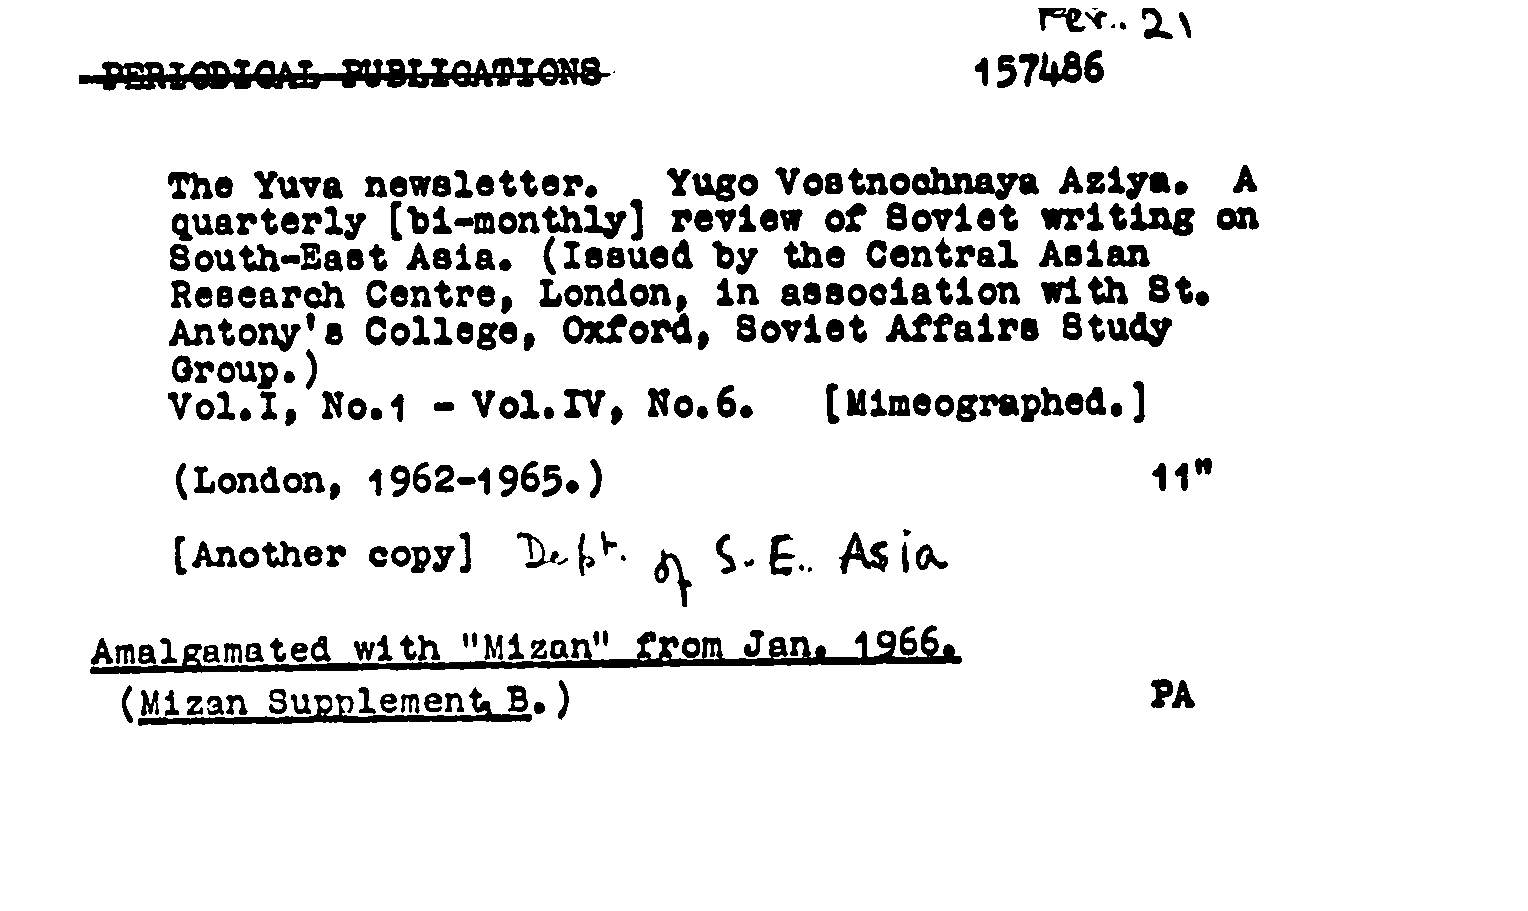 Per. 21
PERIODICAL PUBLICATIONS 157486
The Yuva newsletter. Yugo Vostnochnaya Aziya. A
quarterly [bi-monthly] review of Soviet writing on
South-East Asia. (Issued by the Central Asian
Research Centre, London, in association with St.
Antony's College, Oxford, Soviet Affairs Study
Group.)
Vol.I, No.1 - Vol.IV, No.6. [Mimeographed.]
(London, 1962-1965.) 11"
[Another copy] Dept. of S.E. Asia
Amalgamated with "Mizan" from Jan. 1966.
(Mizan Supplement B.) PA